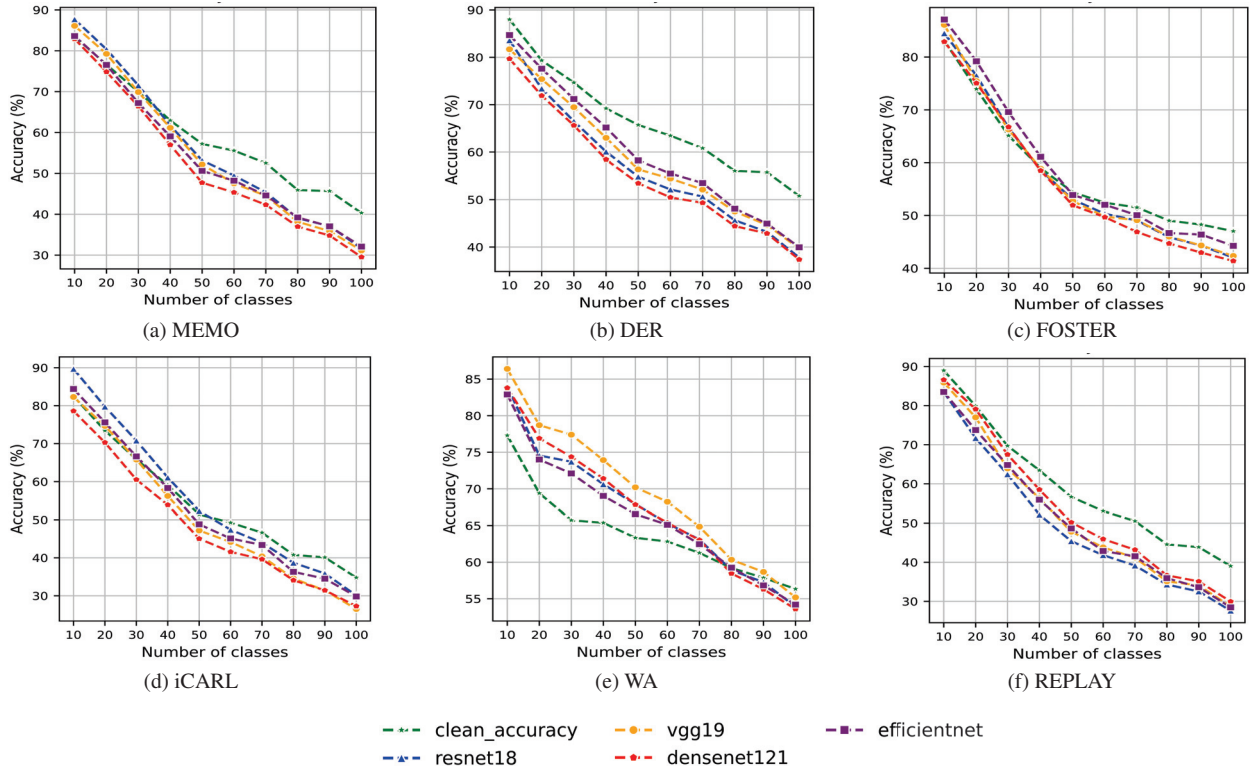 90
80
70
60
50
40
30
Accuracy (%)
10 20 30 40 50 60 70 80 90 100
Number of classes
(a) MEMO
90
80
70
60
50
40
Accuracy (%)
10 20 30 40 50 60 70 80 90 100
Number of classes
(b) DER
80
70
60
50
40
Accuracy (%)
10 20 30 40 50 60 70 80 90 100
Number of classes
(c) FOSTER
90
80
70
60
50
40
30
Accuracy (%)
10 20 30 40 50 60 70 80 90 100
Number of classes
(d) iCARL
85
80
75
70
65
60
55
Accuracy (%)
10 20 30 40 50 60 70 80 90 100
Number of classes
(e) WA
90
80
70
60
50
40
30
Accuracy (%)
10 20 30 40 50 60 70 80 90 100
Number of classes
(f) REPLAY
clean_accuracy vgg19 efficientnet
resnet18 densenet121